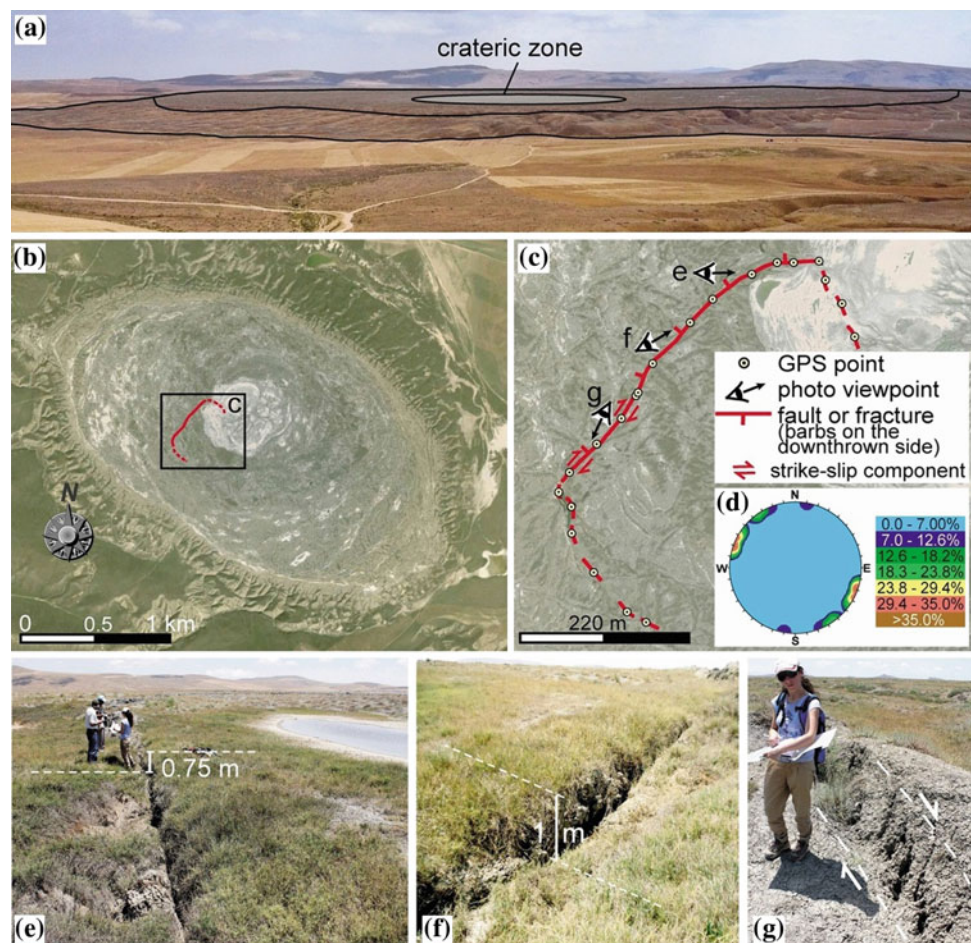 (a)
crateric zone
(b)
C
N
0 0.5 1 km
(c)
e
f
g
GPS point
photo viewpoint
fault or fracture
(barbs on the
downthrown side)
strike-slip component
220 m
(d)
N
W
E
S
0.0 - 7.00%
7.0 - 12.6%
12.6 - 18.2%
18.3 - 23.8%
23.8 - 29.4%
29.4 - 35.0%
>35.0%
0.75 m
(e)
1 m
(f)
(g)